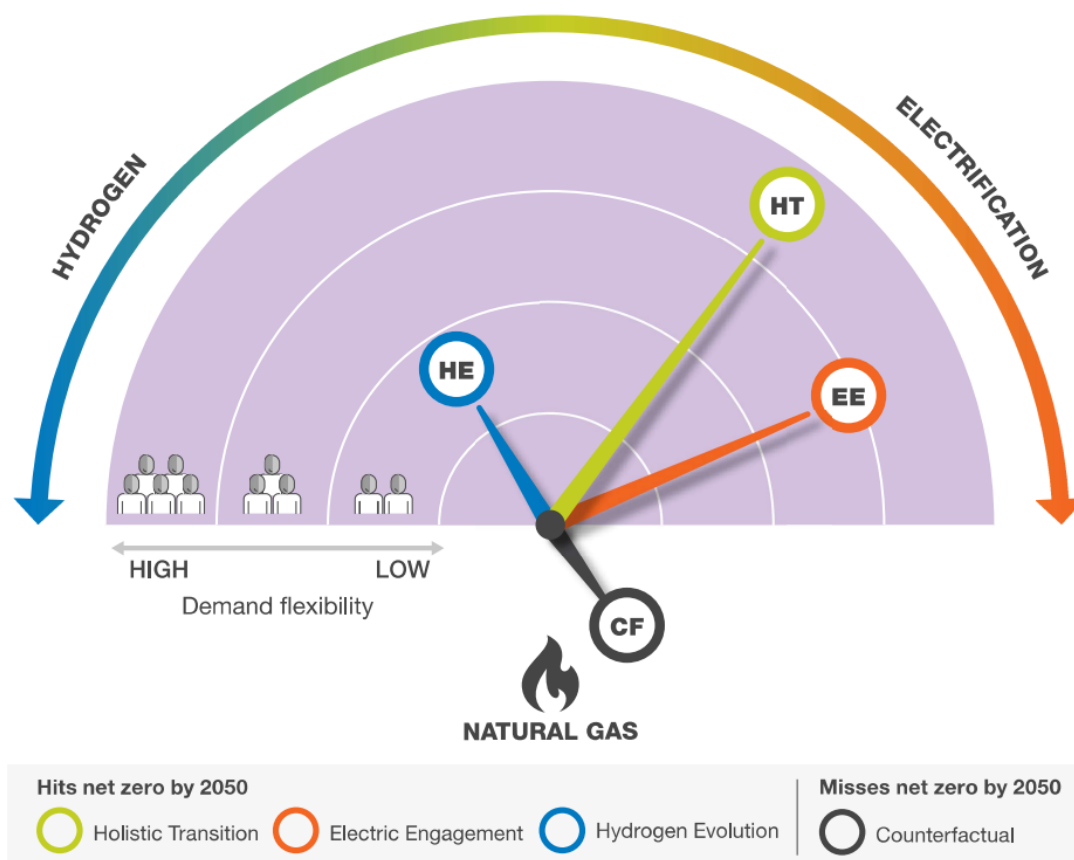 HYDROGEN
ELECTRIFICATION
HT
HE
EE
HIGH
LOW
Demand flexibility
CF
NATURAL GAS
Hits net zero by 2050
Misses net zero by 2050
Holistic Transition
Electric Engagement
Hydrogen Evolution
Counterfactual